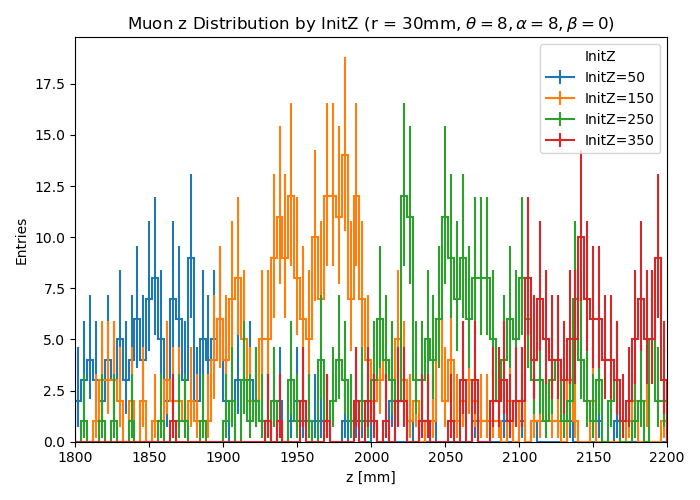 Muon z Distribution by InitZ (r = 30mm, θ = 8, α = 8, β = 0)
InitZ
InitZ=50
InitZ=150
InitZ=250
InitZ=350
Entries
17.5
15.0
12.5
10.0
7.5
5.0
2.5
0.0
1800 1850 1900 1950 2000 2050 2100 2150 2200
z [mm]